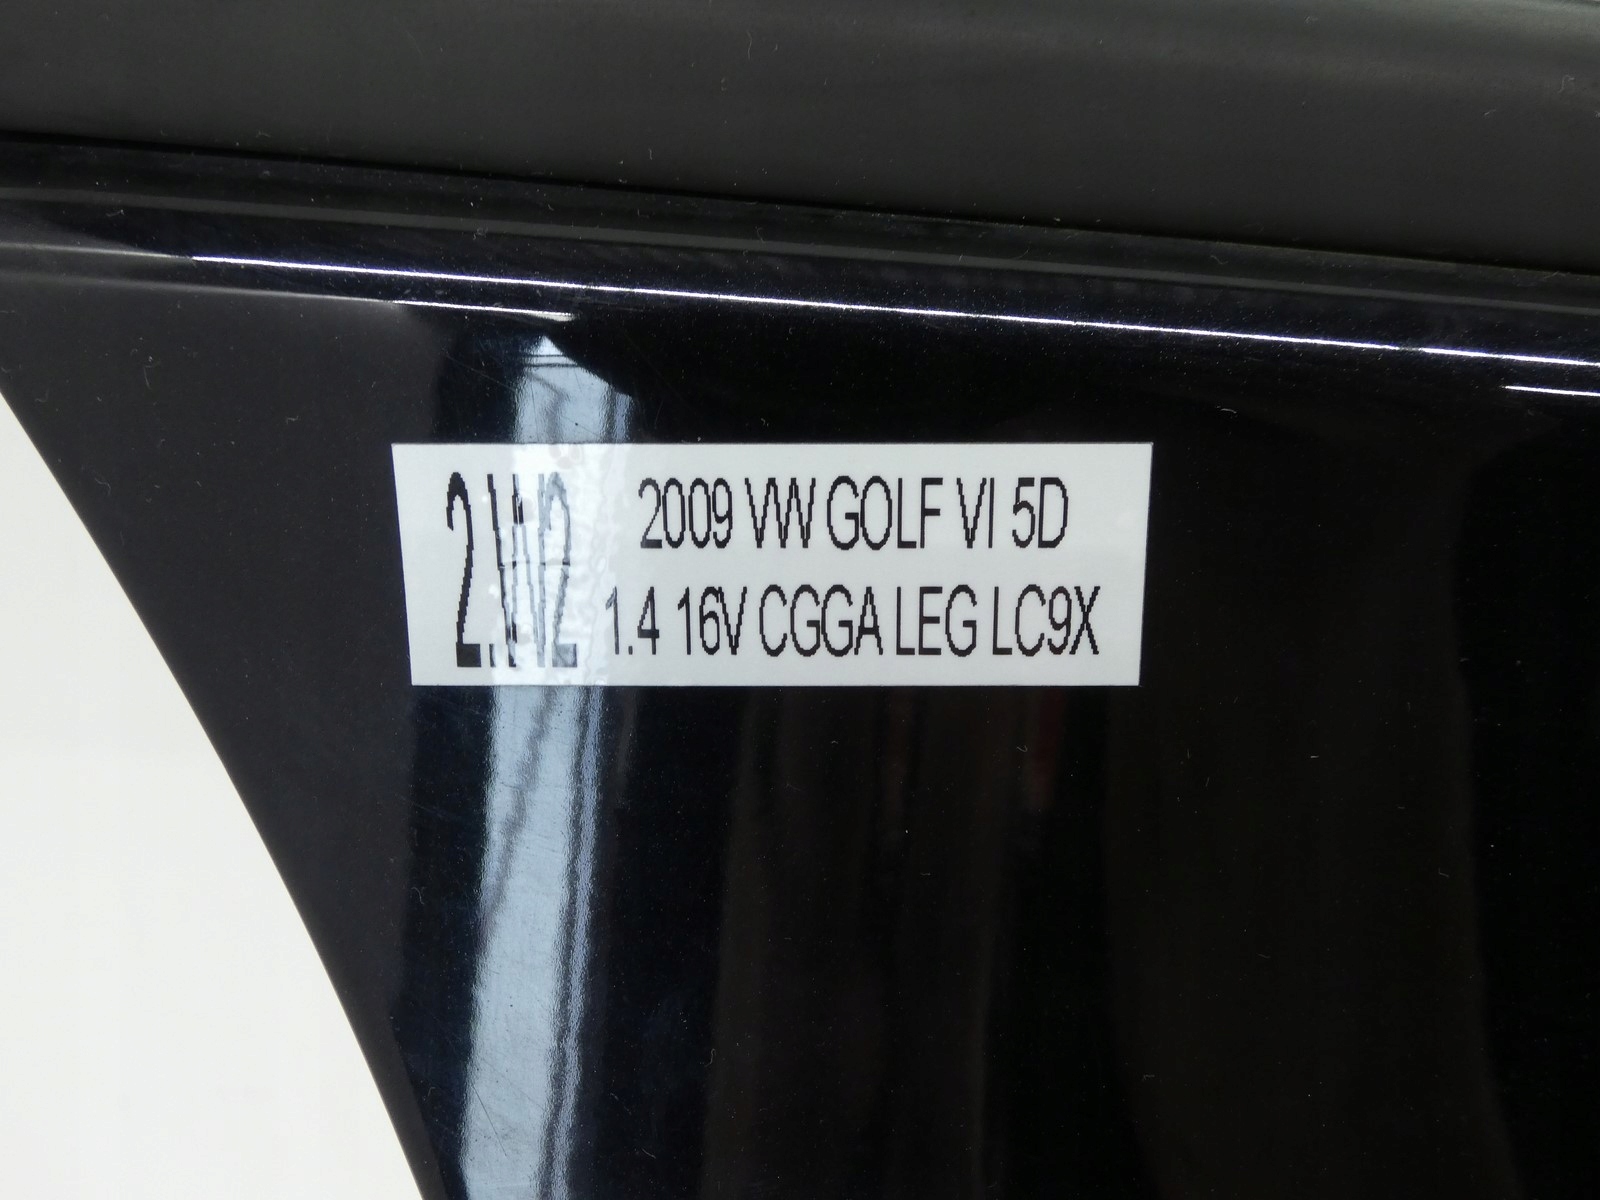 2.W2
2009 VW GOLF VI 5D
1.4 16V CGGA LEG LC9X